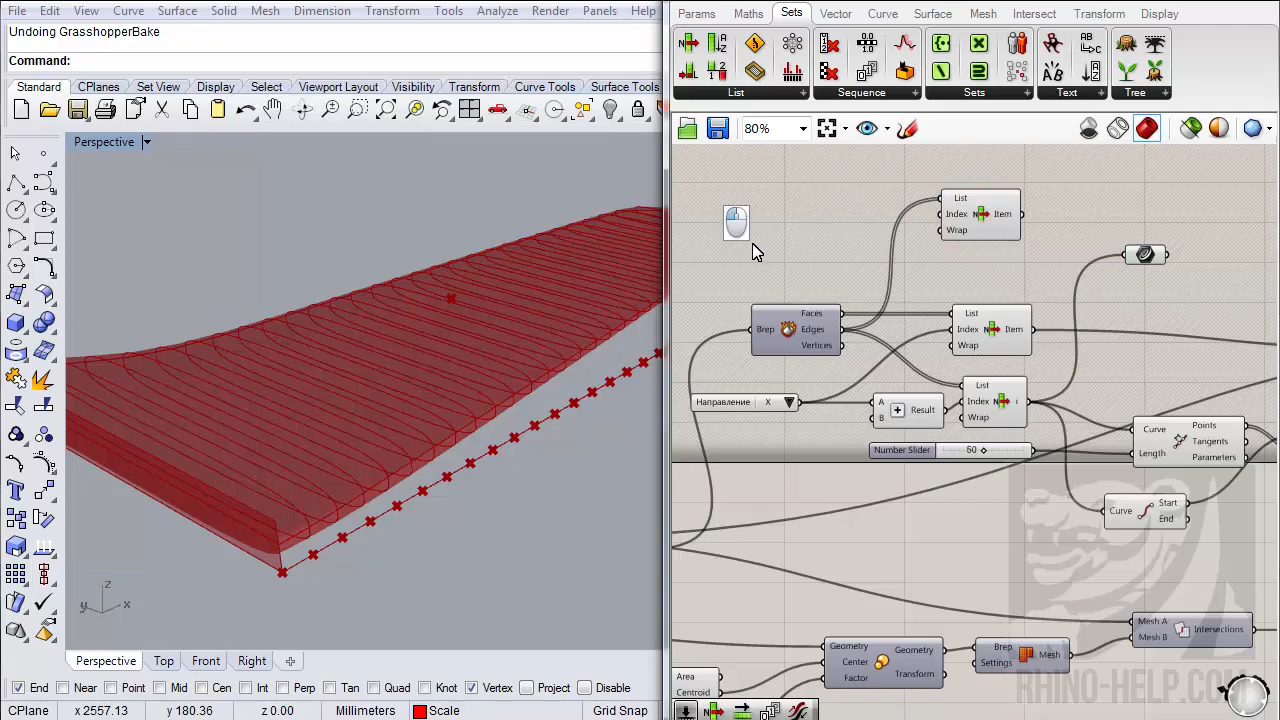 File Edit View Curve Surface Solid Mesh Dimension Transform Tools Analyze Render Panels Help
Undoing GrasshopperBake
Command:
Standard CPlanes Set View Display Select Viewport Layout Visibility Transform Curve Tools Surface Tools
Perspective
z
y
x
Perspective Top Front Right
End Near Point Mid Cen Int Perp Tan Quad Knot Vertex Project Disable
CPlane x 2557.13 y 180.36 z 0.00 Millimeters Scale Grid Snap
Params Maths Sets Vector Curve Surface Mesh Intersect Transform Display
List Sequence Sets Text Tree
80%
List
Index Item
Wrap
Faces
Brep Edges
Vertices
List
Index Item
Wrap
Направление X
A
B
Result
List
Index i
Wrap
Number Slider 50
Curve
Length
Points
Tangents
Parameters
Curve
Start
End
Mesh A
Mesh B
Intersections
Geometry
Center
Factor
Geometry
Transform
Brep
Settings
Mesh
Area
Centroid
RHINO-HELP.COM